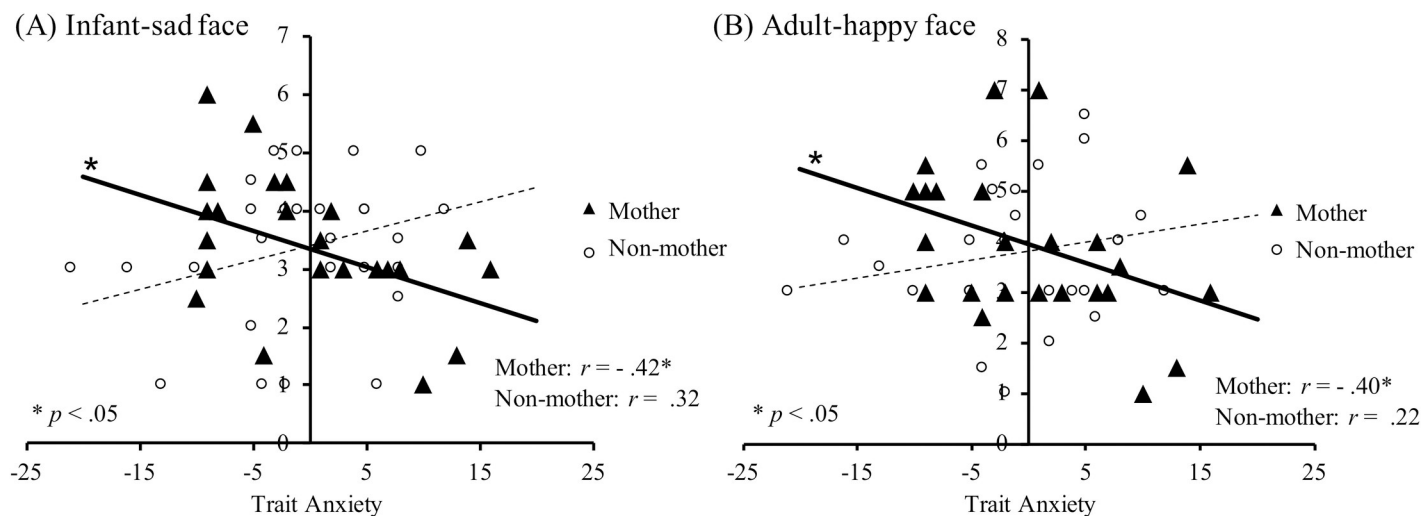 (A) Infant-sad face
7
6
5
4
3
2
1
0
*
▲ Mother
○ Non-mother
Mother: r = - .42*
Non-mother: r = .32
* p < .05
-25 -15 -5 5 15 25
Trait Anxiety
(B) Adult-happy face
8
7
6
5
4
3
2
1
0
*
▲ Mother
○ Non-mother
Mother: r = - .40*
Non-mother: r = .22
* p < .05
-25 -15 -5 5 15 25
Trait Anxiety